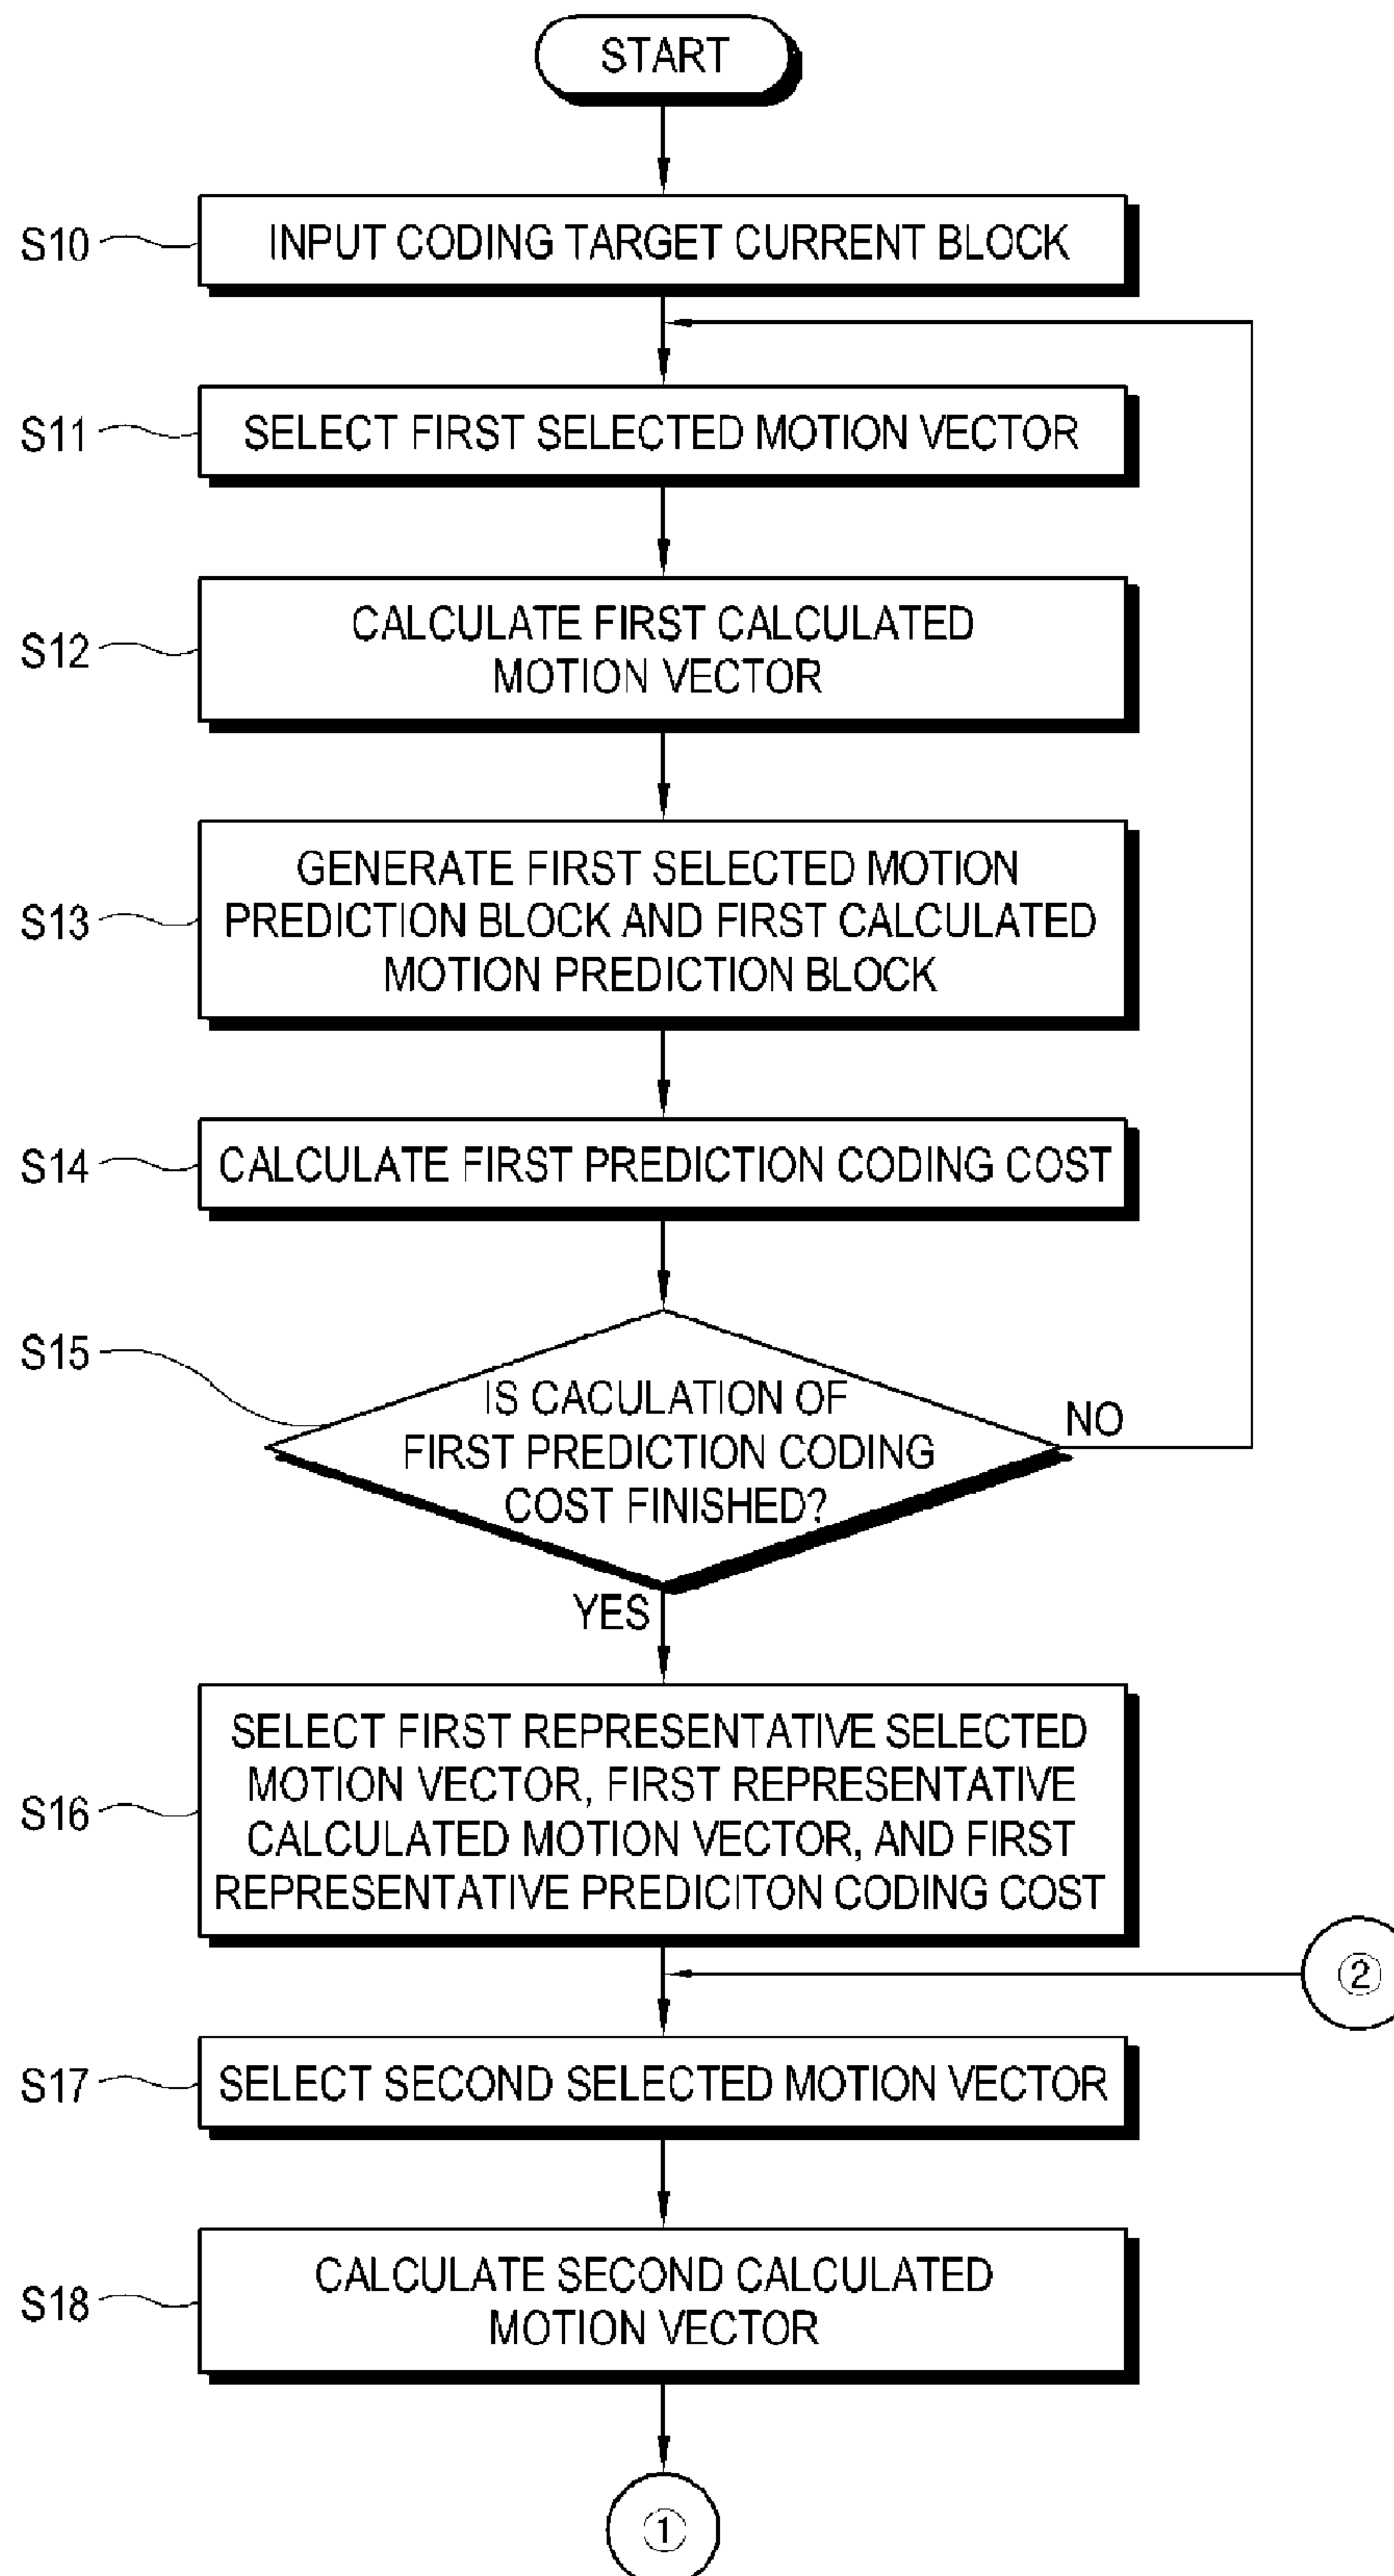 START
S10
INPUT CODING TARGET CURRENT BLOCK
S11
SELECT FIRST SELECTED MOTION VECTOR
S12
CALCULATE FIRST CALCULATED
MOTION VECTOR
S13
GENERATE FIRST SELECTED MOTION
PREDICTION BLOCK AND FIRST CALCULATED
MOTION PREDICTION BLOCK
S14
CALCULATE FIRST PREDICTION CODING COST
S15
IS CACULATION OF
FIRST PREDICTION CODING
COST FINISHED?
NO
YES
S16
SELECT FIRST REPRESENTATIVE SELECTED
MOTION VECTOR, FIRST REPRESENTATIVE
CALCULATED MOTION VECTOR, AND FIRST
REPRESENTATIVE PREDICITON CODING COST
②
S17
SELECT SECOND SELECTED MOTION VECTOR
S18
CALCULATE SECOND CALCULATED
MOTION VECTOR
①